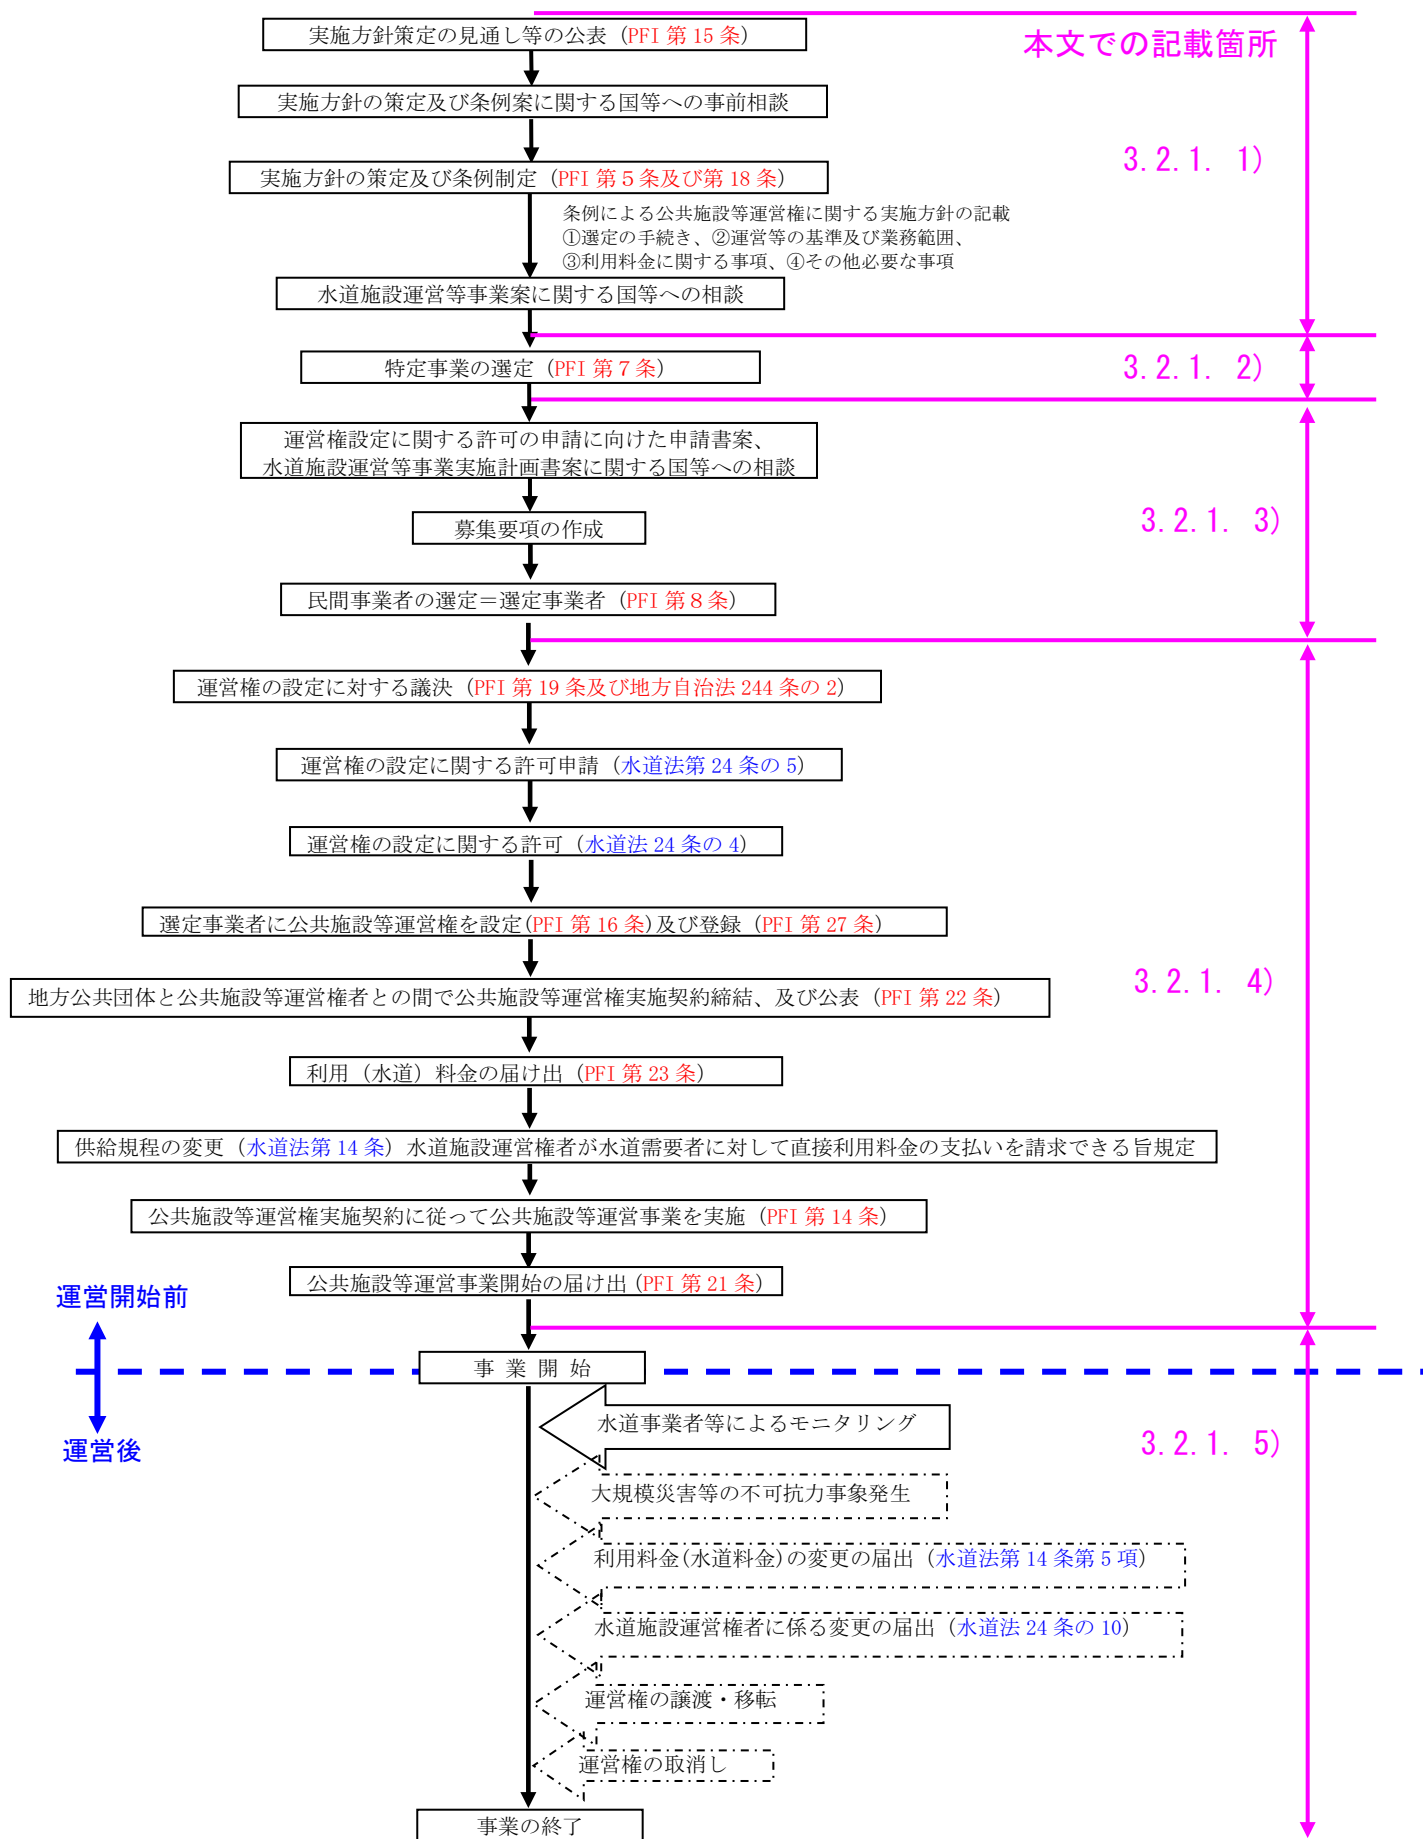 実施方針策定の見通し等の公表（PFI 第 15 条）
本文での記載箇所
実施方針の策定及び条例案に関する国等への事前相談
3.2.1. 1)
実施方針の策定及び条例制定（PFI 第５条及び第 18 条）
条例による公共施設等運営権に関する実施方針の記載
①選定の手続き、②運営等の基準及び業務範囲、
③利用料金に関する事項、④その他必要な事項
水道施設運営等事業案に関する国等への相談
特定事業の選定（PFI 第７条）
3.2.1. 2)
運営権設定に関する許可の申請に向けた申請書案、
水道施設運営等事業実施計画書案に関する国等への相談
募集要項の作成
3.2.1. 3)
民間事業者の選定＝選定事業者（PFI 第８条）
運営権の設定に対する議決（PFI 第 19 条及び地方自治法 244 条の 2）
運営権の設定に関する許可申請（水道法第 24 条の 5）
運営権の設定に関する許可（水道法 24 条の 4）
選定事業者に公共施設等運営権を設定(PFI 第 16 条)及び登録（PFI 第 27 条）
地方公共団体と公共施設等運営権者との間で公共施設等運営権実施契約締結、及び公表（PFI 第 22 条）
3.2.1. 4)
利用（水道）料金の届け出（PFI 第 23 条）
供給規程の変更（水道法第 14 条）水道施設運営権者が水道需要者に対して直接利用料金の支払いを請求できる旨規定
公共施設等運営権実施契約に従って公共施設等運営事業を実施（PFI 第 14 条）
公共施設等運営事業開始の届け出（PFI 第 21 条）
運営開始前
事 業 開 始
水道事業者等によるモニタリング
運営後
3.2.1. 5)
大規模災害等の不可抗力事象発生
利用料金(水道料金)の変更の届出（水道法第 14 条第 5 項）
水道施設運営権者に係る変更の届出（水道法 24 条の 10）
運営権の譲渡・移転
運営権の取消し
事業の終了